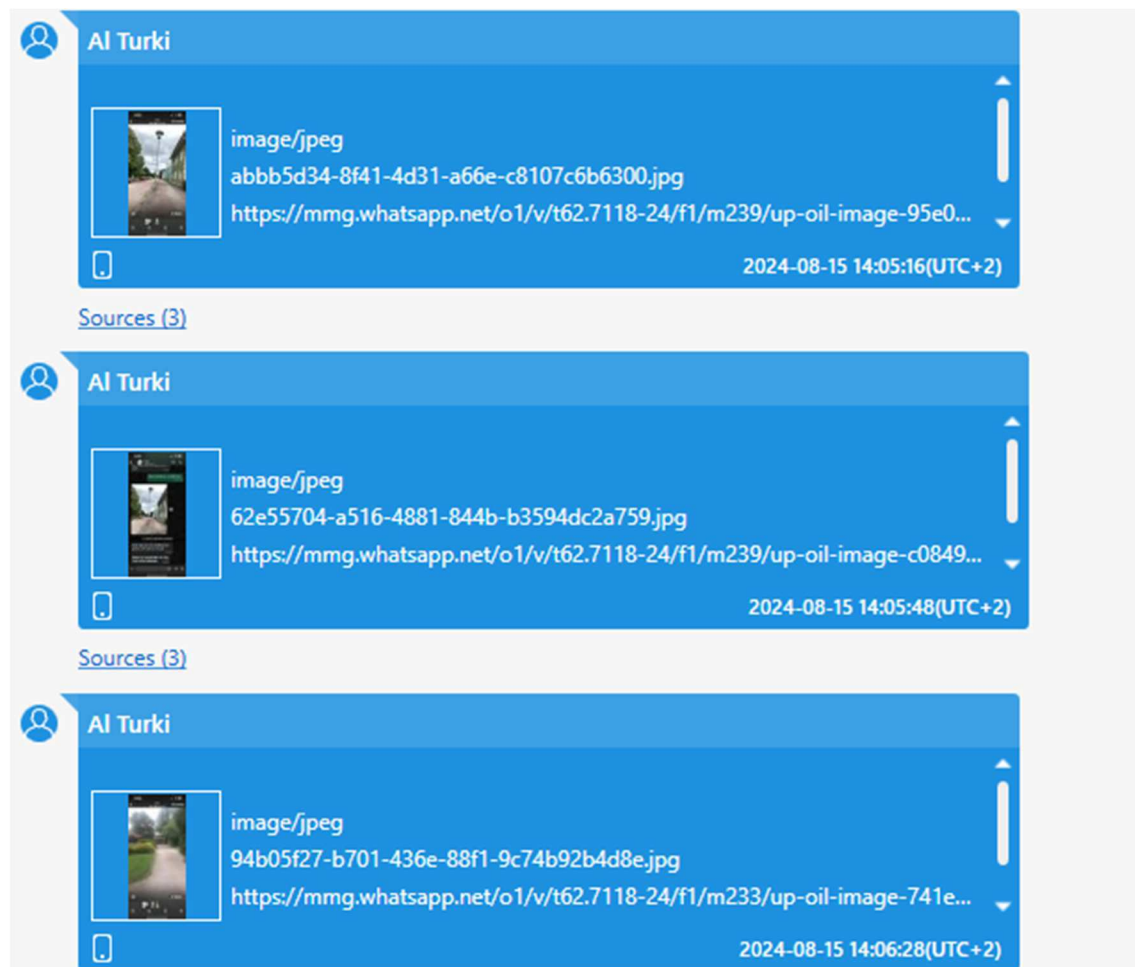 Al Turki
image/jpeg
abbb5d34-8f41-4d31-a66e-c8107c6b6300.jpg
https://mmg.whatsapp.net/o1/v/t62.7118-24/f1/m239/up-oil-image-95e0...
2024-08-15 14:05:16(UTC+2)
Sources (3)
Al Turki
image/jpeg
62e55704-a516-4881-844b-b3594dc2a759.jpg
https://mmg.whatsapp.net/o1/v/t62.7118-24/f1/m239/up-oil-image-c0849...
2024-08-15 14:05:48(UTC+2)
Sources (3)
Al Turki
image/jpeg
94b05f27-b701-436e-88f1-9c74b92b4d8e.jpg
https://mmg.whatsapp.net/o1/v/t62.7118-24/f1/m233/up-oil-image-741e...
2024-08-15 14:06:28(UTC+2)